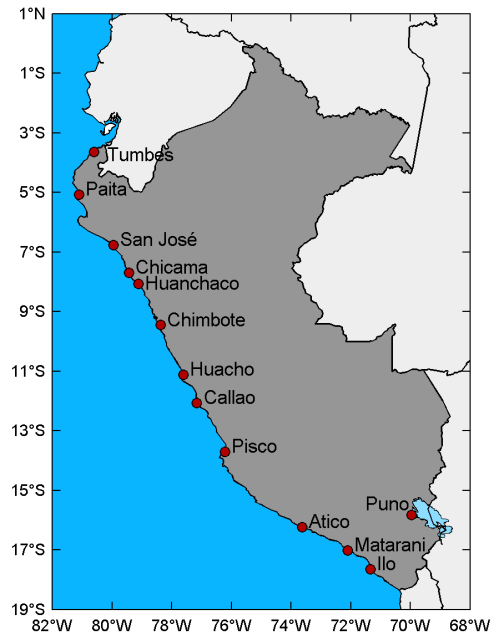 1°N
1°S
3°S
Tumbes
5°S
Paita
San José
7°S
Chicama
Huanchaco
9°S
Chimbote
11°S
Huacho
Callao
13°S
Pisco
15°S
Puno
Atico
17°S
Matarani
Ilo
19°S
82°W 80°W 78°W 76°W 74°W 72°W 70°W 68°W